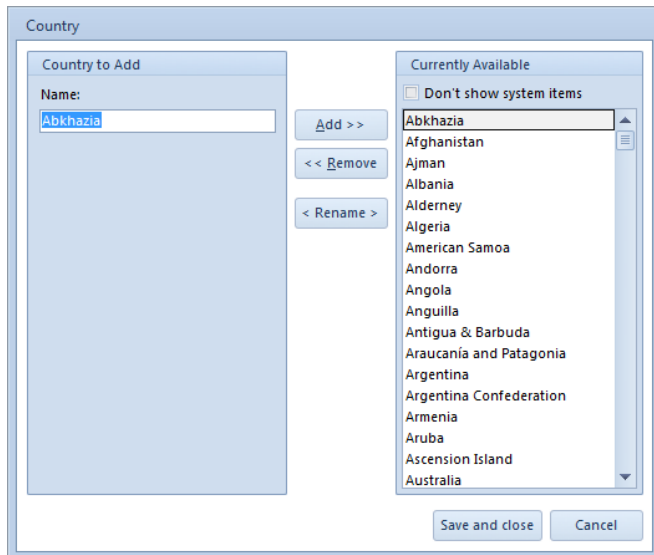 Country
Country to Add
Name:
Abkhazia
Add >>
<< Remove
< Rename >
Currently Available
Don't show system items
Abkhazia
Afghanistan
Ajman
Albania
Alderney
Algeria
American Samoa
Andorra
Angola
Anguilla
Antigua & Barbuda
Araucanía and Patagonia
Argentina
Argentina Confederation
Armenia
Aruba
Ascension Island
Australia
Save and close
Cancel